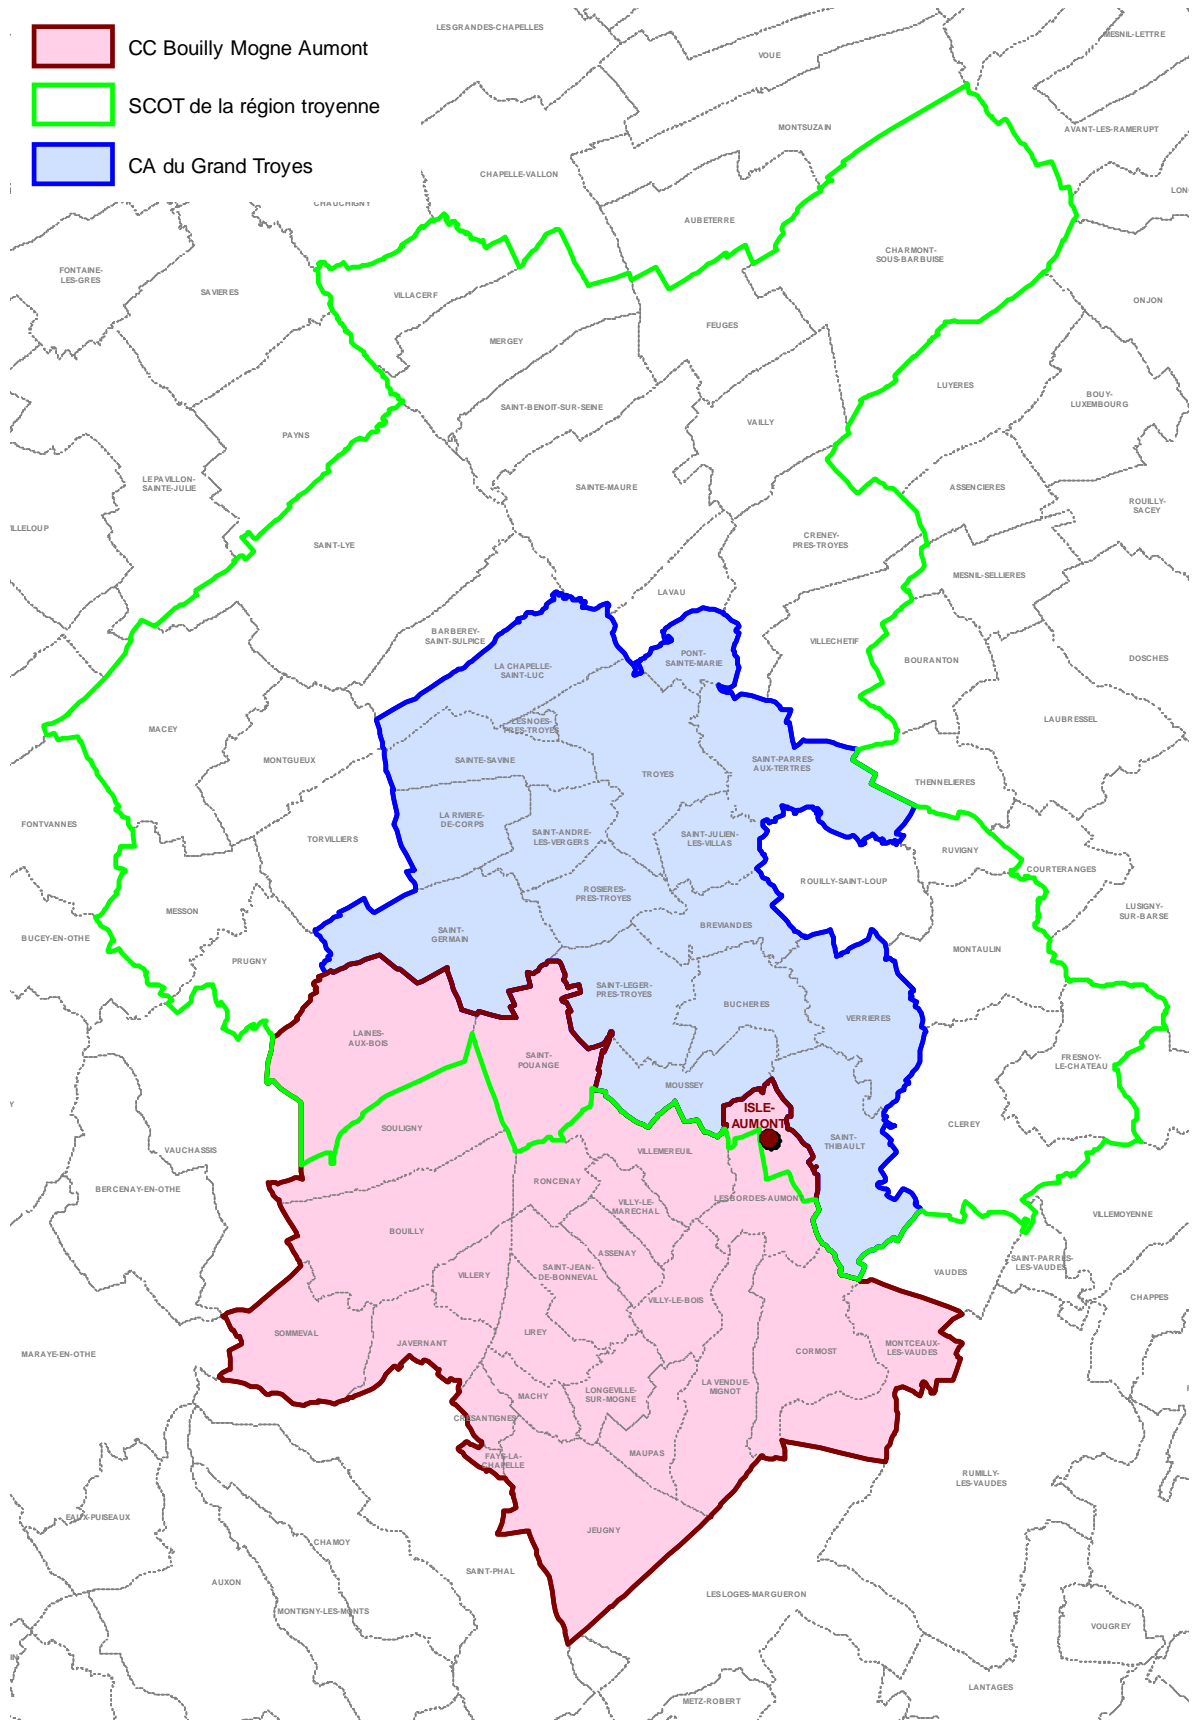 CC Bouilly Mogne Aumont
SCOT de la région troyenne
CA du Grand Troyes
LES GRANDES-CHAPELLES
VOUE
MESNIL-LETTRE
MONTSUZAIN
AVANT-LES-RAMERUPT
CHAPELLE-VALLON
LON
CHAUCHIGNY
AUBETERRE
CHARMONT-
SOUS-BARBUISE
FONTAINE-
LES-GRES
SAVIERES
VILLACERF
ONJON
FEUGES
MERGEY
LUYERES
BOUY-
LUXEMBOURG
SAINT-BENOIT-SUR-SEINE
VAILLY
PAYNS
LE PAVILLON-
SAINTE-JULIE
SAINTE-MAURE
ASSENCIERES
ROUILLY-
SACEY
ILLELOUP
SAINT-LYE
CRENEY-
PRES-TROYES
MESNIL-SELLIERES
LAVAU
BARBEREY-
SAINT-SULPICE
VILLECHETIF
PONT-
SAINTE-MARIE
BOURANTON
DOSCHES
LA CHAPELLE-
SAINT-LUC
LES NOES-
PRES-TROYES
LAUBRESSEL
MACEY
MONTGUEUX
SAINTE-SAVINE
TROYES
SAINT-PARRES-
AUX-TERTRES
THENNELIERES
FONTVANNES
TORVILLIERS
LA RIVIERE-
DE-CORPS
SAINT-ANDRE-
LES-VERGERS
SAINT-JULIEN-
LES-VILLAS
RUVIGNY
COURTERANGES
ROUILLY-SAINT-LOUP
ROSIERES-
PRES-TROYES
MESSON
LUSIGNY-
SUR-BARSE
BUCEY-EN-OTHE
SAINT-
GERMAIN
BREVIANDES
PRUGNY
MONTAULIN
SAINT-LEGER-
PRES-TROYES
BUCHERES
VERRIERES
LAINES-
AUX-BOIS
SAINT-
POUANGE
FRESNOY-
LE-CHATEAU
MOUSSEY
Y
ISLE-
AUMONT
SOULIGNY
CLEREY
SAINT-
THIBAULT
VAUCHASSIS
VILLEMEREUIL
BERCENAY-EN-OTHE
RONCENAY
VILLY-LE-
MARECHAL
LES BORDES-AUMON
VILLEMOYENNE
BOUILLY
ASSENAY
SAINT-PARRES-
LES-VAUDES
SAINT-JEAN-
DE-BONNEVAL
VILLERY
VAUDES
CHAPPES
VILLY-LE-BOIS
SOMMEVAL
LIREY
JAVERNANT
MARAYE-EN-OTHE
CORMOST
MONTCEAUX-
LES-VAUDES
LA VENDUE-
MIGNOT
MACHY
LONGEVILLE-
SUR-MOGNE
CRESANTIGNES
MAUPAS
FAYS-LA-
CHAPELLE
RUMILLY-
LES-VAUDES
EAUX-PUISEAUX
JEUGNY
CHAMOY
SAINT-PHAL
AUXON
LES LOGES-MARGUERON
MONTIGNY-LES-MONTS
VOUGREY
LANTAGES
METZ-ROBERT